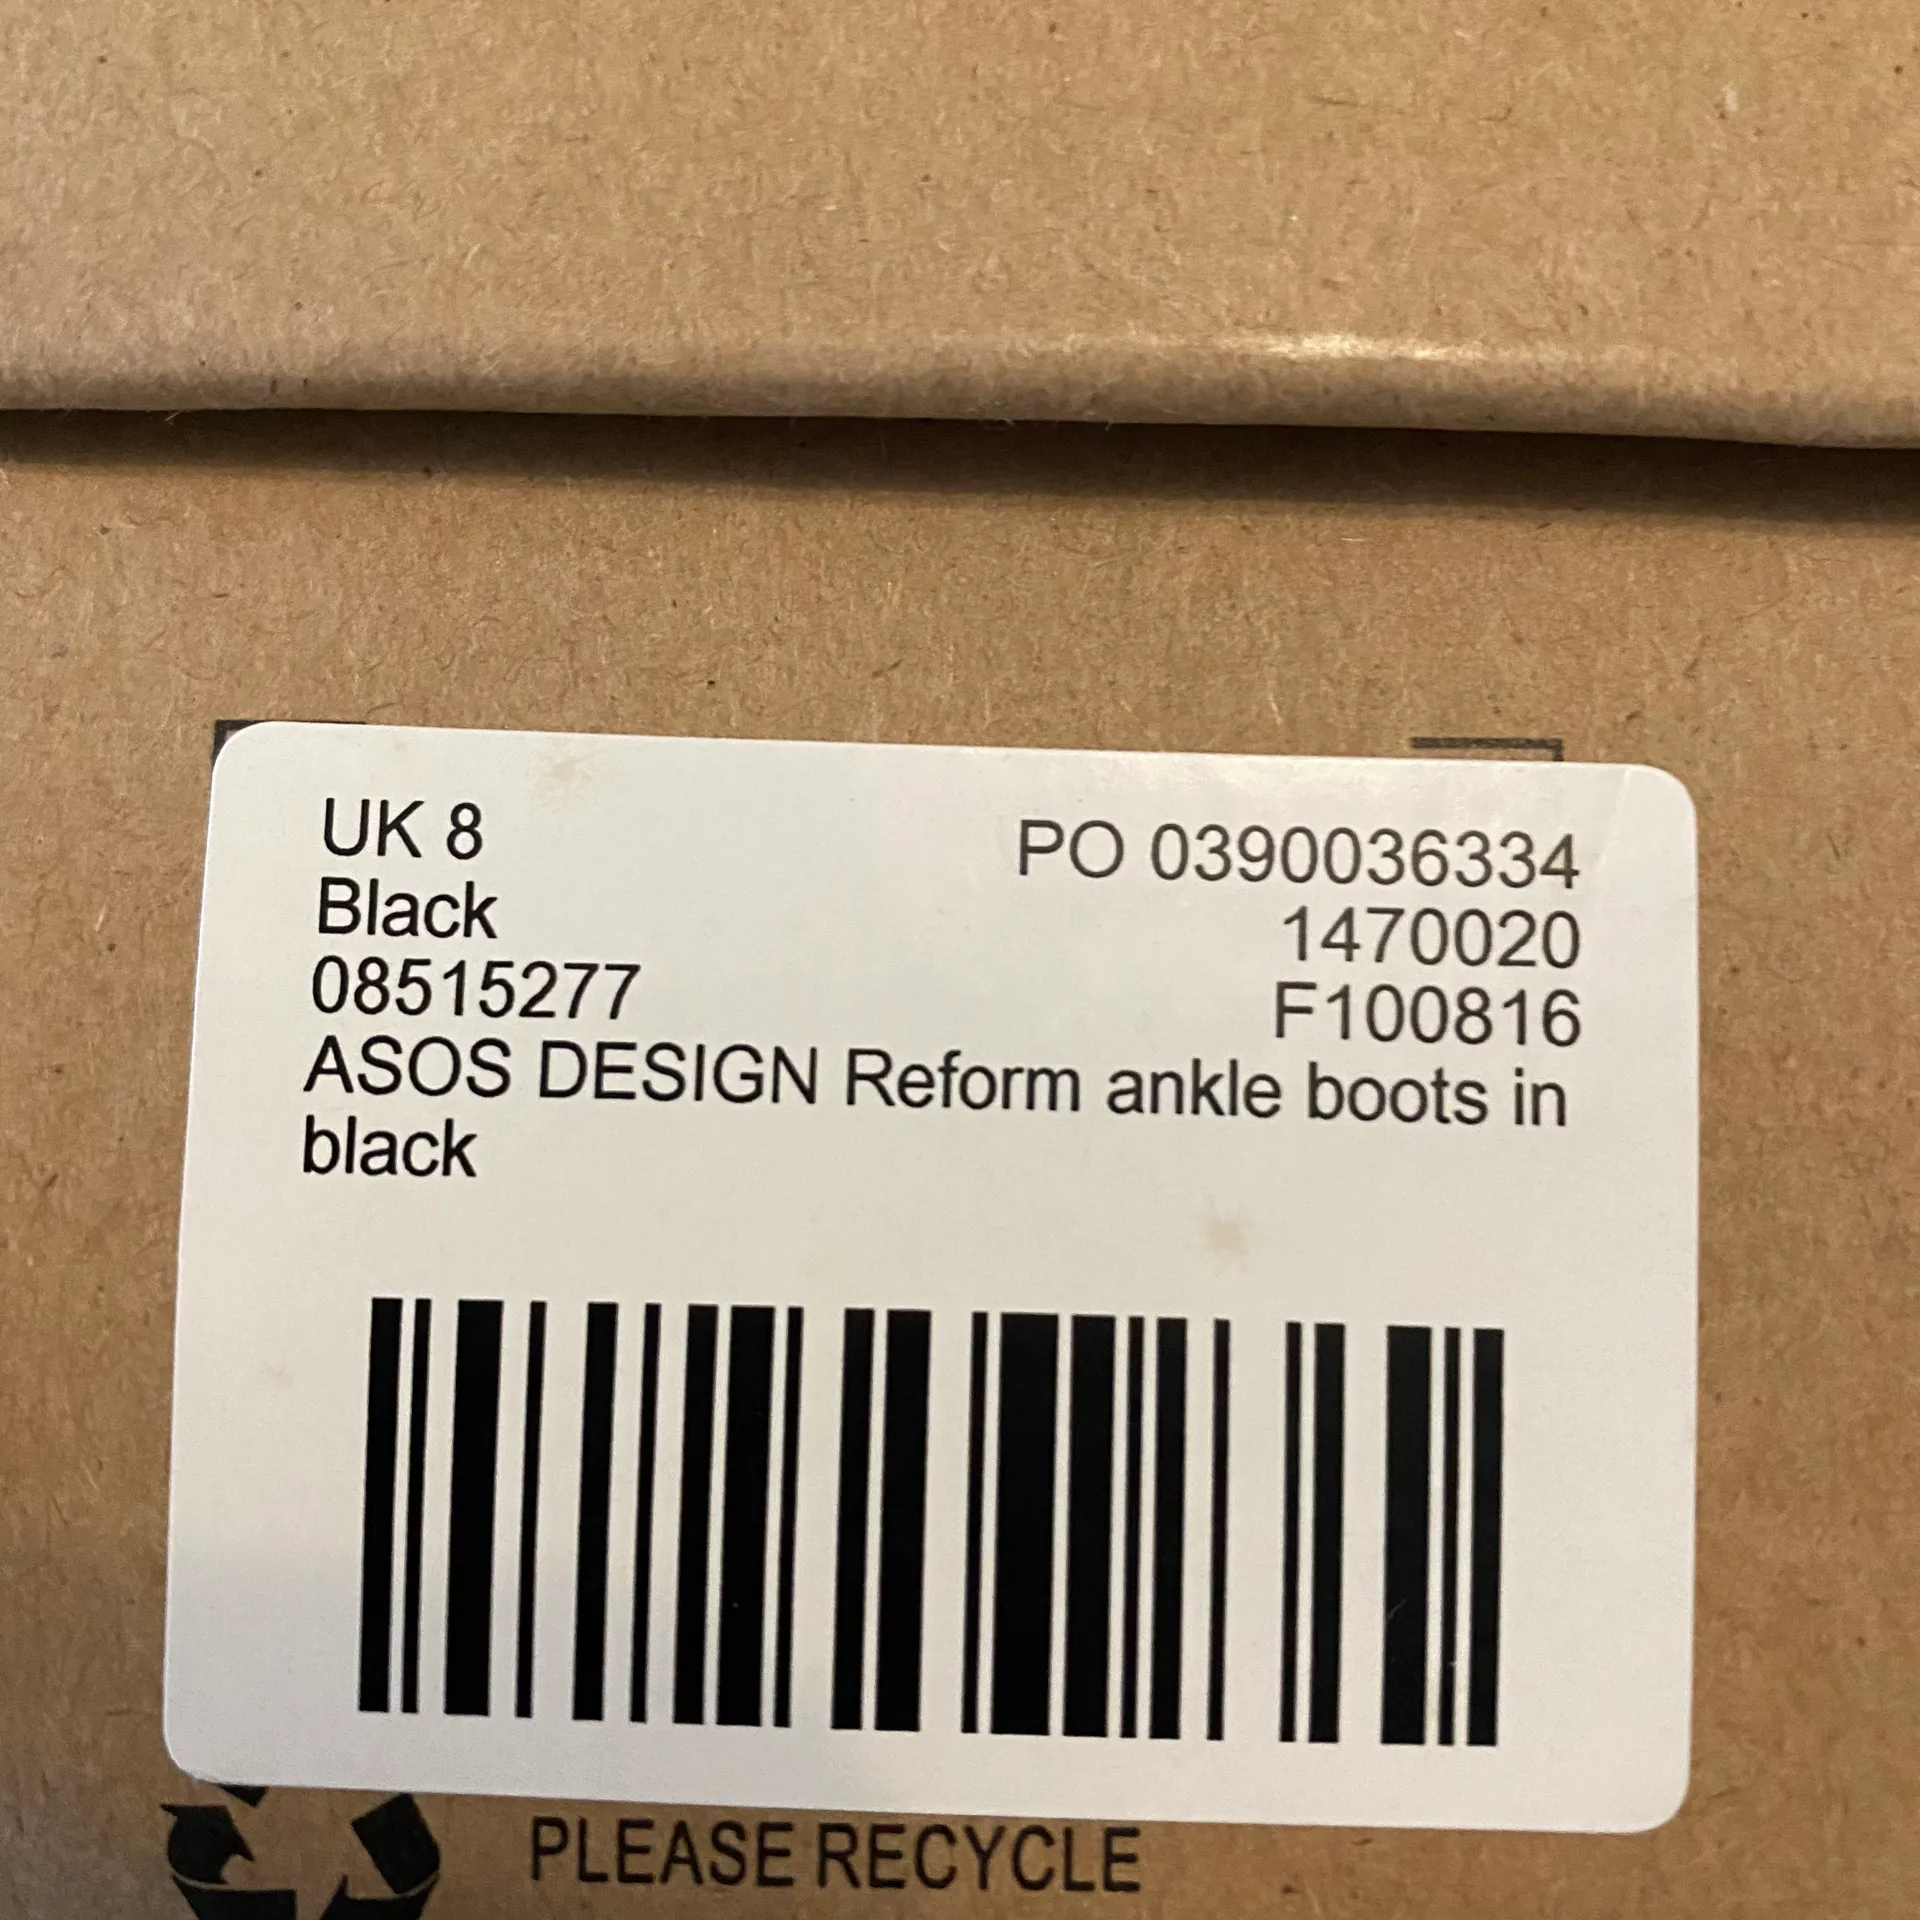 UK 8
Black
08515277
PO 0390036334
1470020
F100816
ASOS DESIGN Reform ankle boots in
black
PLEASE RECYCLE